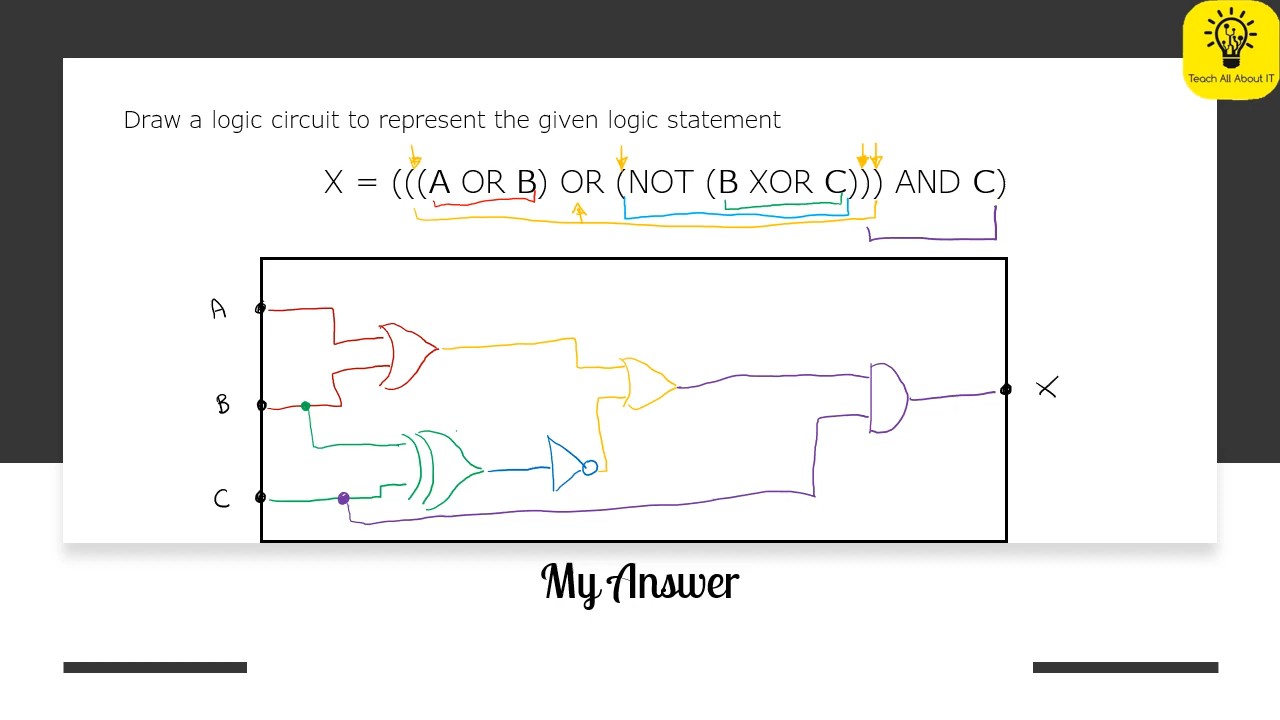 Teach All About IT
Draw a logic circuit to represent the given logic statement
X = (((A OR B) OR (NOT (B XOR C))) AND C)
A
B
X
C
My Answer